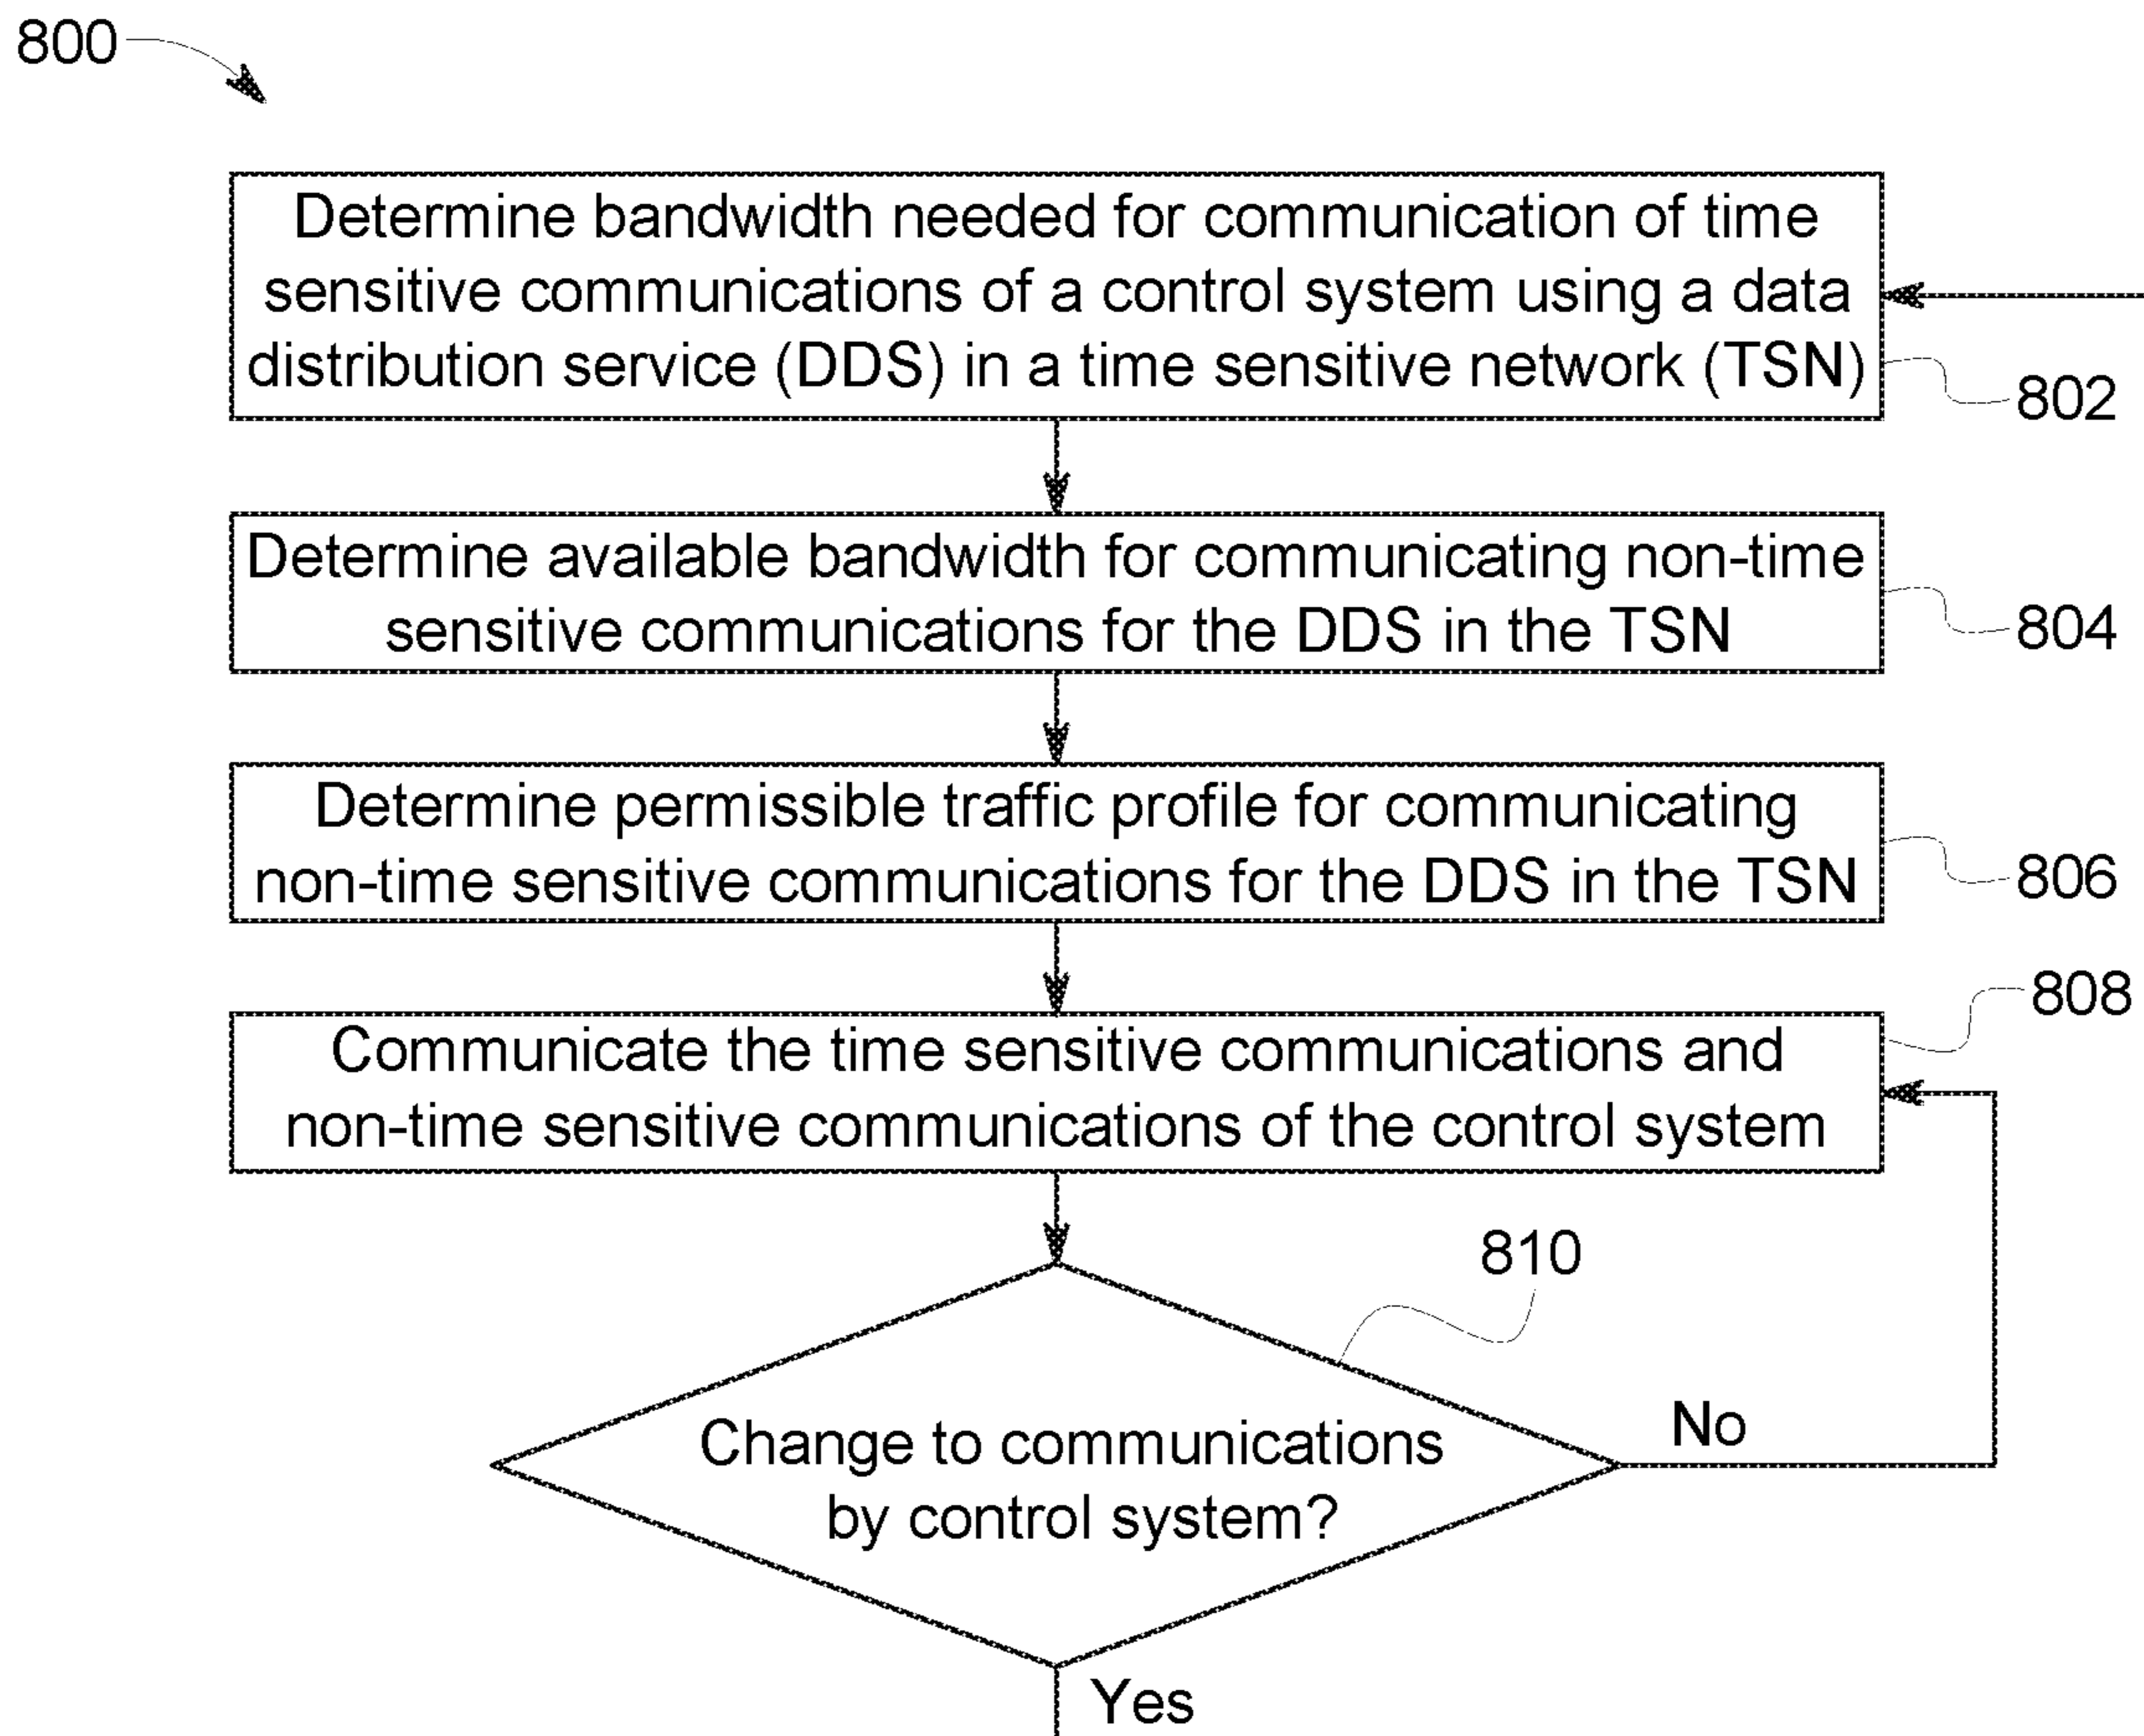 800
Determine bandwidth needed for communication of time
sensitive communications of a control system using a data
distribution service (DDS) in a time sensitive network (TSN)
802
Determine available bandwidth for communicating non-time
sensitive communications for the DDS in the TSN
804
Determine permissible traffic profile for communicating
non-time sensitive communications for the DDS in the TSN
806
808
Communicate the time sensitive communications and
non-time sensitive communications of the control system
810
Change to communications
by control system?
No
Yes